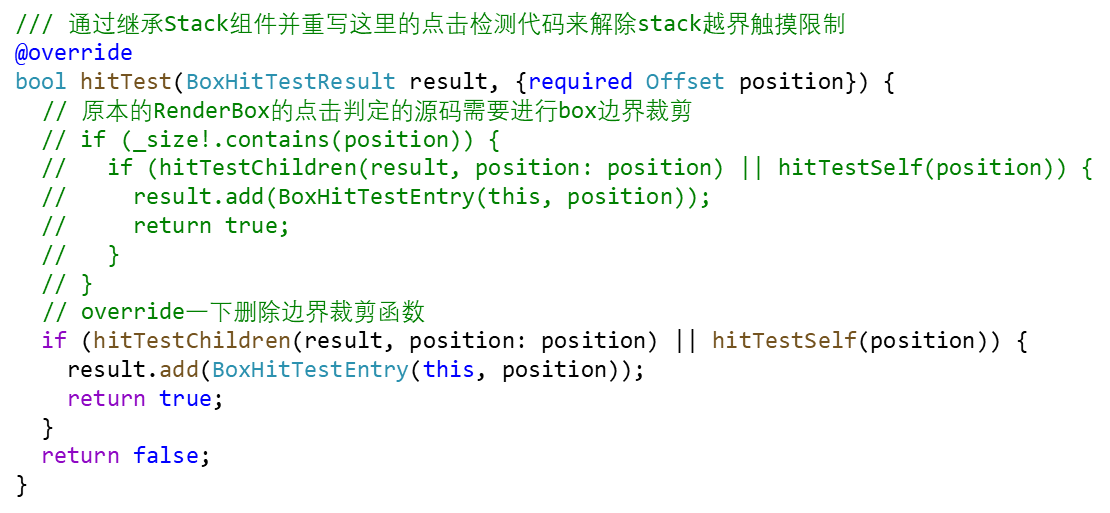 /// 通过继承Stack组件并重写这里的点击检测代码来解除stack越界触摸限制
@override
bool hitTest(BoxHitTestResult result, {required Offset position}) {
  // 原本的RenderBox的点击判定的源码需要进行box边界裁剪
  // if (_size!.contains(position)) {
  //   if (hitTestChildren(result, position: position) || hitTestSelf(position)) {
  //     result.add(BoxHitTestEntry(this, position));
  //     return true;
  //   }
  // }
  // override一下删除边界裁剪函数
  if (hitTestChildren(result, position: position) || hitTestSelf(position)) {
    result.add(BoxHitTestEntry(this, position));
    return true;
  }
  return false;
}